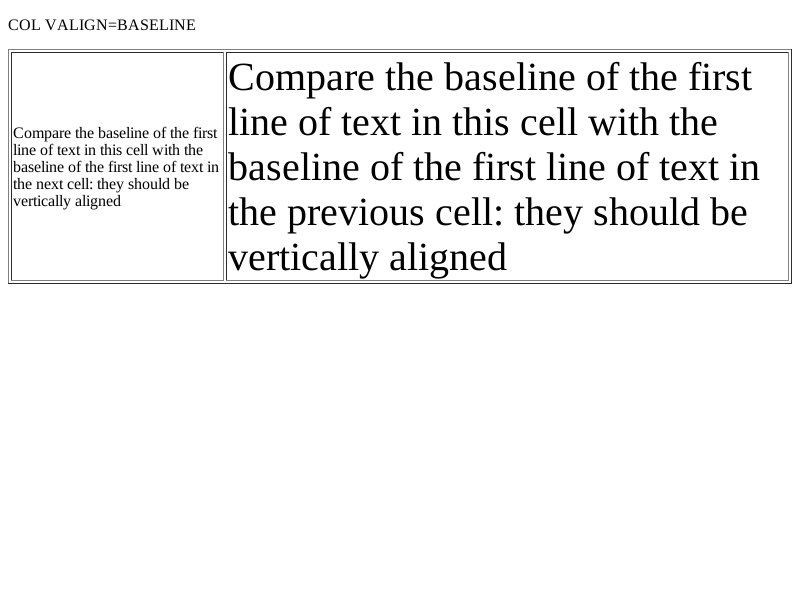 COL VALIGN=BASELINE
Compare the baseline of the first
line of text in this cell with the
baseline of the first line of text in
the next cell: they should be
vertically aligned
Compare the baseline of the first
line of text in this cell with the
baseline of the first line of text in
the previous cell: they should be
vertically aligned